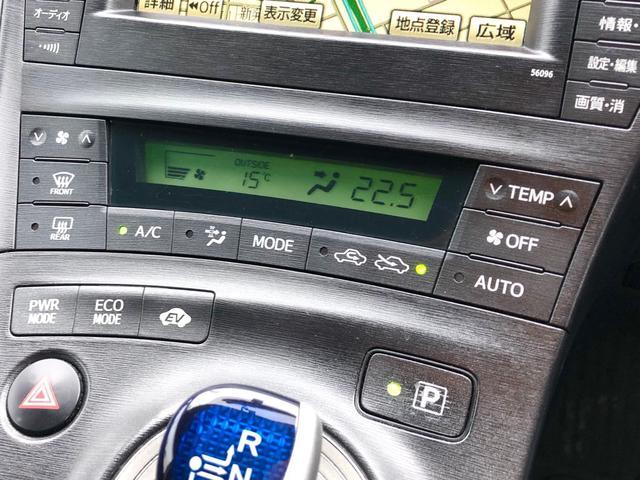 オーディオ
詳細 ◀◀Off 表示変更
地点登録 広域
情報・
設定・編集
画質・消
56096
OUTSIDE
15℃ 22.5
FRONT
REAR
A/C
MODE
TEMP
OFF
AUTO
PWR MODE
ECO MODE
EV
P
R
N